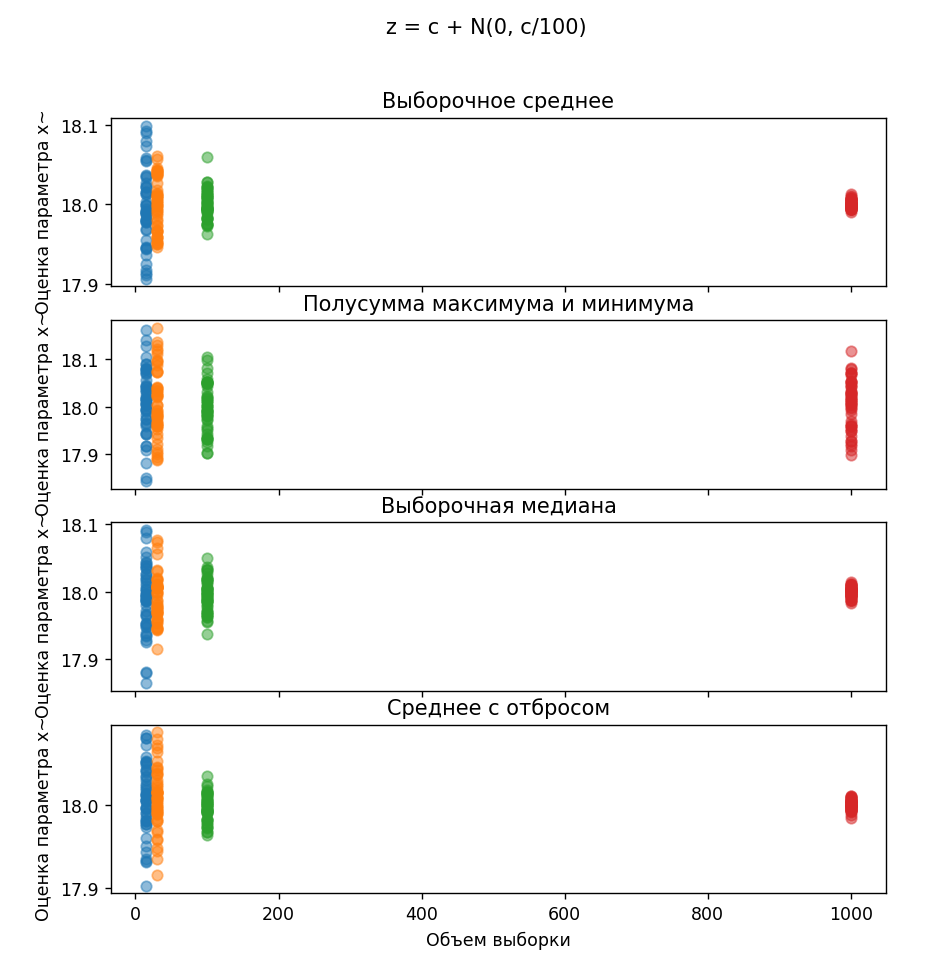 z = c + N(0, c/100)
Выборочное среднее
Оценка параметра x~
18.1
18.0
17.9
Полусумма максимума и минимума
Оценка параметра x~
18.1
18.0
17.9
Выборочная медиана
Оценка параметра x~
18.1
18.0
17.9
Среднее с отбросом
Оценка параметра x~
18.0
17.9
0 200 400 600 800 1000
Объем выборки